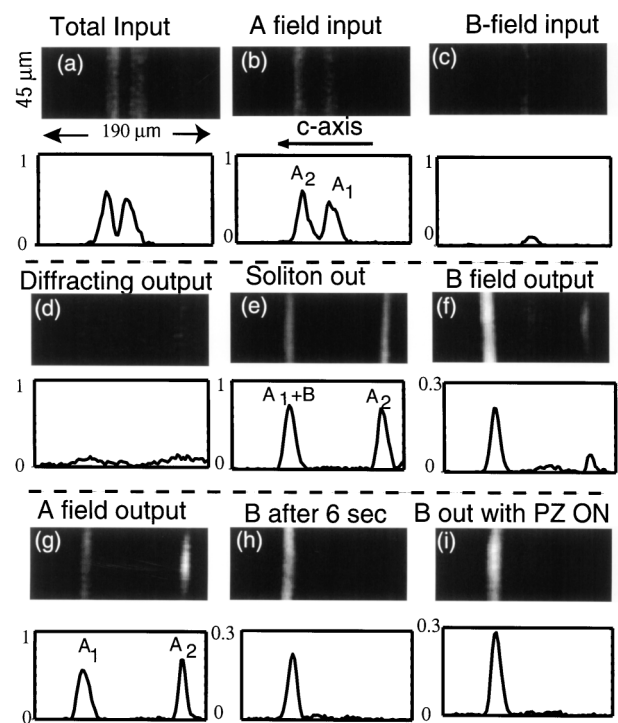 Total Input
A field input
B-field input
(a)
(b)
(c)
45 μm
190 μm
c-axis
1
0
A2
A1
1
0
1
0
Diffracting output
Soliton out
B field output
(d)
(e)
(f)
1
0
A1+B
A2
1
0
0.3
0
A field output
B after 6 sec
B out with PZ ON
(g)
(h)
(i)
1
0
A1
A2
0.3
0
0.3
0